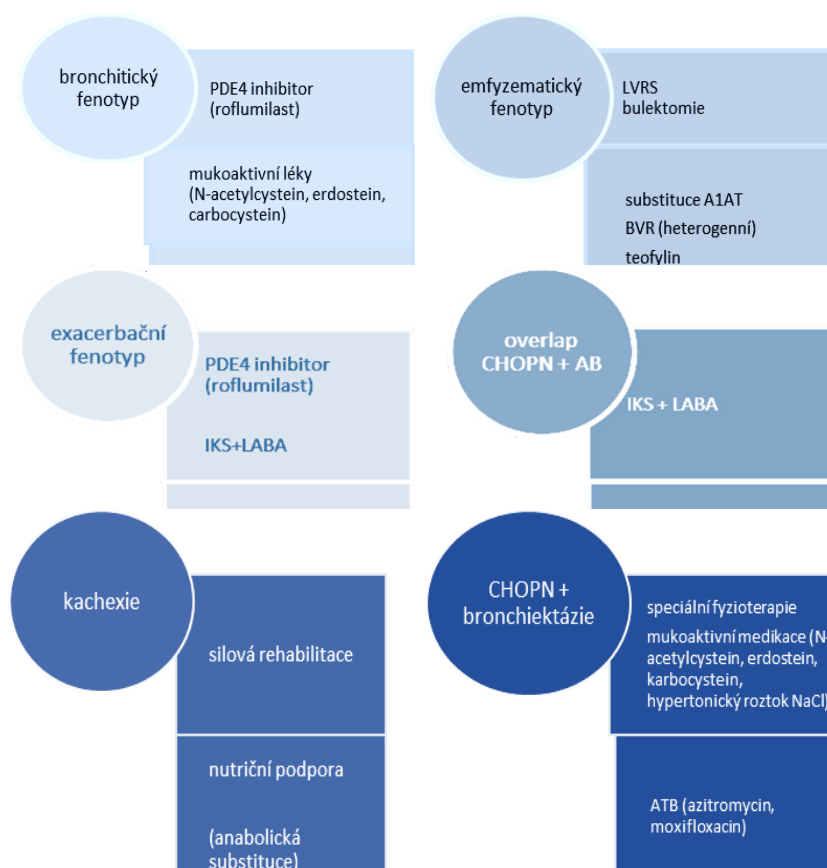 bronchitický
fenotyp
PDE4 inhibitor
(roflumilast)
mukoaktivní léky
(N-acetylcystein, erdostein,
carbocystein)
emfyzematický
fenotyp
LVRS
bulektomie
substituce A1AT
BVR (heterogenní)
teofylin
exacerbační
fenotyp
PDE4 inhibitor
(roflumilast)
IKS+LABA
overlap
CHOPN + AB
IKS + LABA
kachexie
silová rehabilitace
nutriční podpora
(anabolická
substituce)
CHOPN +
bronchiektázie
speciální fyzioterapie
mukoaktivní medikace (N-
acetylcystein, erdostein,
karbocystein,
hypertonický roztok NaCl)
ATB (azitromycin,
moxifloxacin)